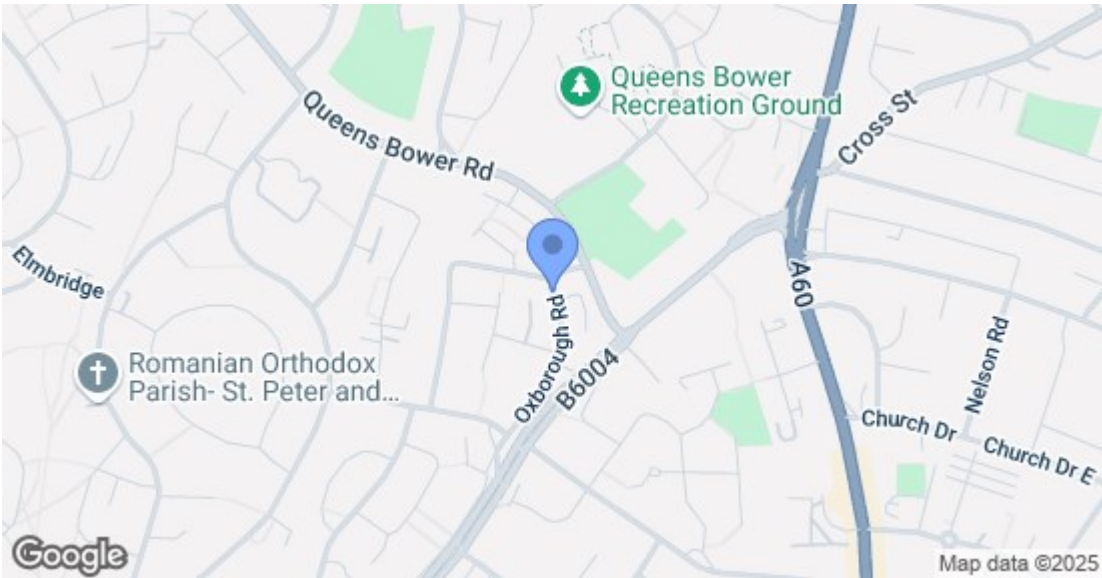 Queens Bower
Recreation Ground
Queens Bower Rd
Cross St
Elmbridge
A60
Oxborough Rd
B6004
Nelson Rd
Romanian Orthodox
Parish- St. Peter and...
Church Dr
Church Dr E
Google
Map data ©2025